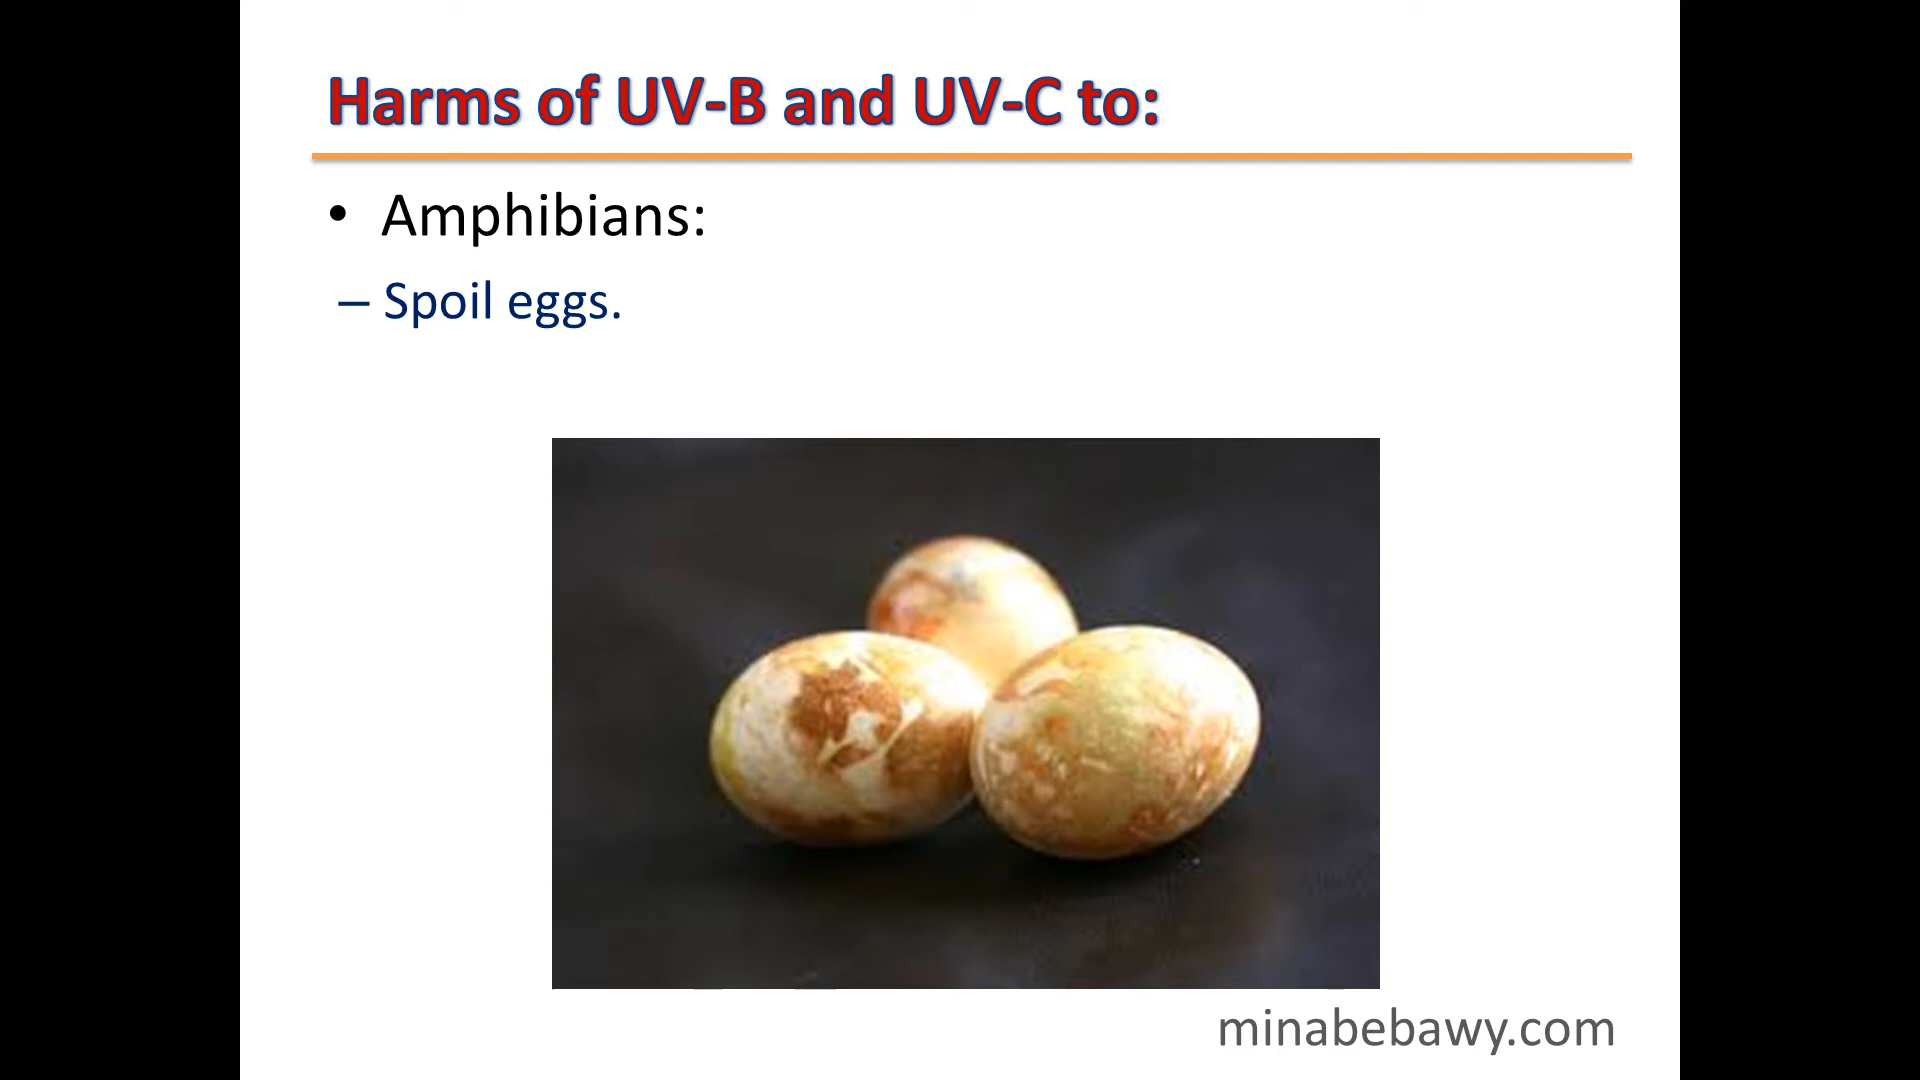 Harms of UV-B and UV-C to:
• Amphibians:
– Spoil eggs.
minabebawy.com